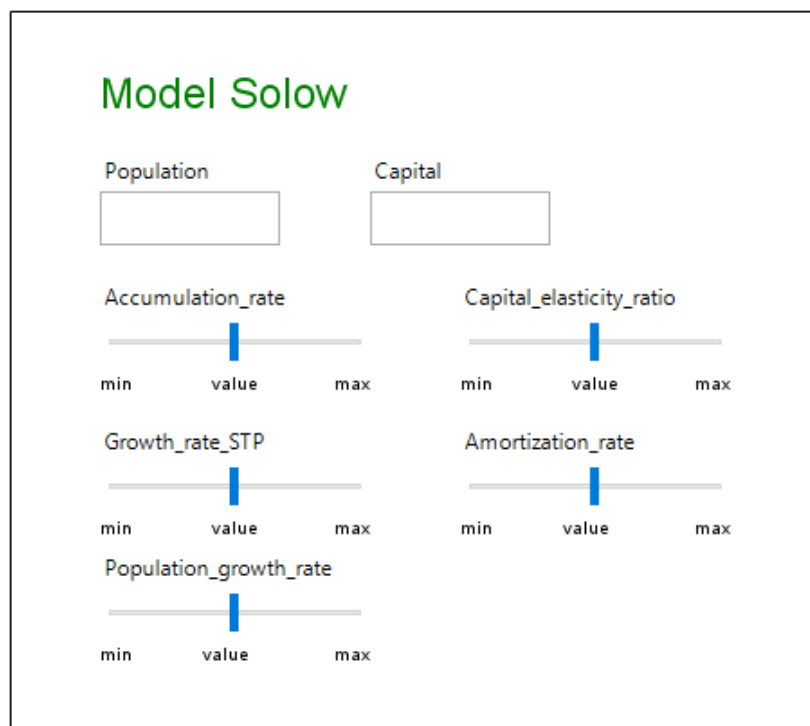 Model Solow
Population Capital
Accumulation_rate Capital_elasticity_ratio
min value max min value max
Growth_rate_STP Amortization_rate
min value max min value max
Population_growth_rate
min value max